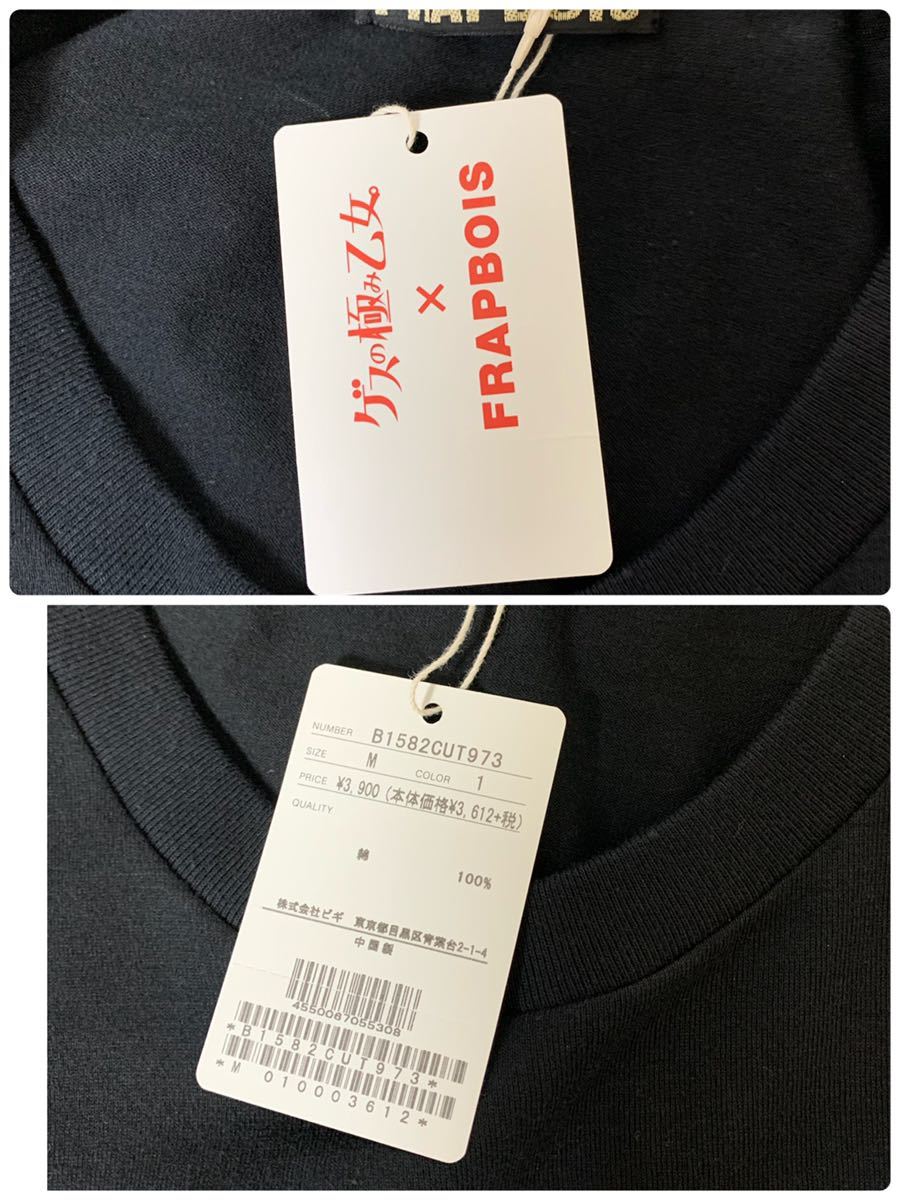 FRAPBOIS
ゲスの極み乙女。
×
FRAPBOIS
NUMBER B1582CUT973
SIZE M COLOR 1
PRICE ¥3,900(本体価格¥3,612+税)
QUALITY
綿 100%
株式会社ビギ 東京都目黒区青葉台2-1-4
中国製
4550067055308
*B1582CUT973*
*M 010003612*